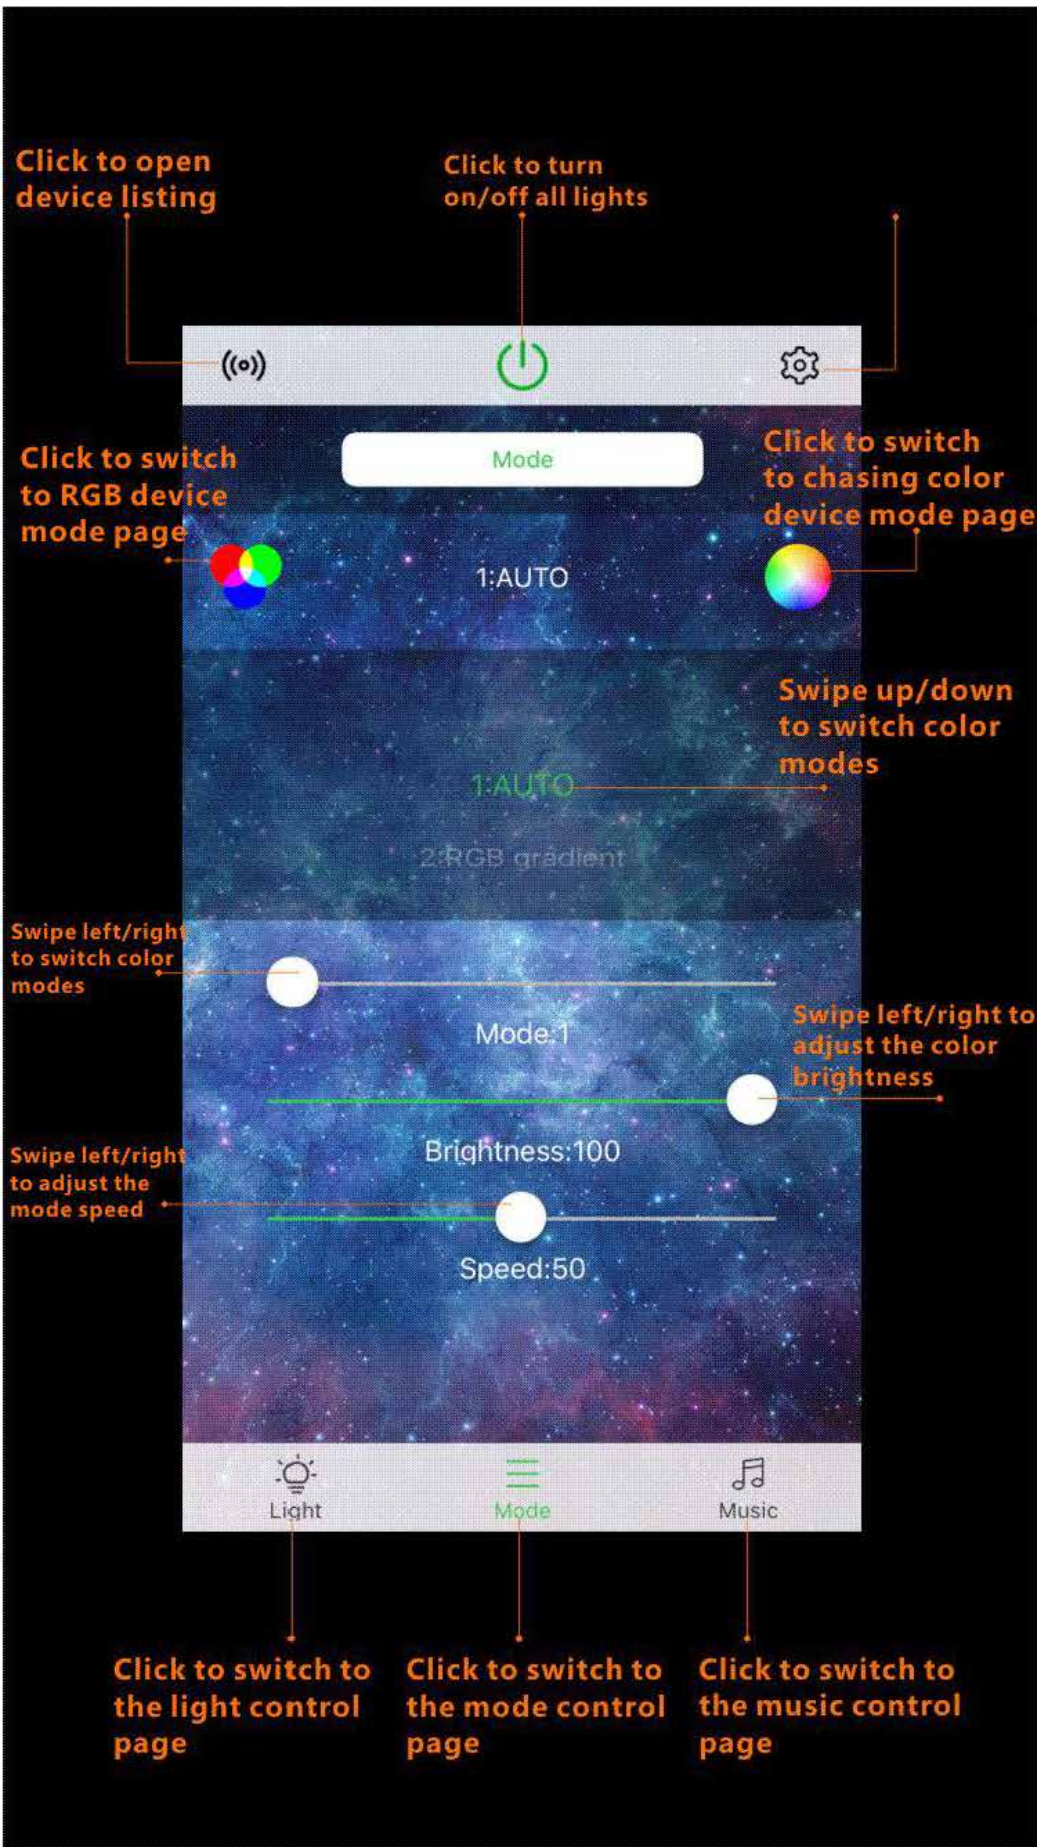 Click to open
device listing
Click to turn
on/off all lights
Click to switch
to RGB device
mode page
Mode
Click to switch
to chasing color
device mode page
1:AUTO
Swipe up/down
to switch color
modes
1:AUTO
2:RGB gradient
Swipe left/right
to switch color
modes
Mode:1
Swipe left/right to
adjust the color
brightness
Brightness:100
Swipe left/right
to adjust the
mode speed
Speed:50
Light
Mode
Music
Click to switch to
the light control
page
Click to switch to
the mode control
page
Click to switch to
the music control
page